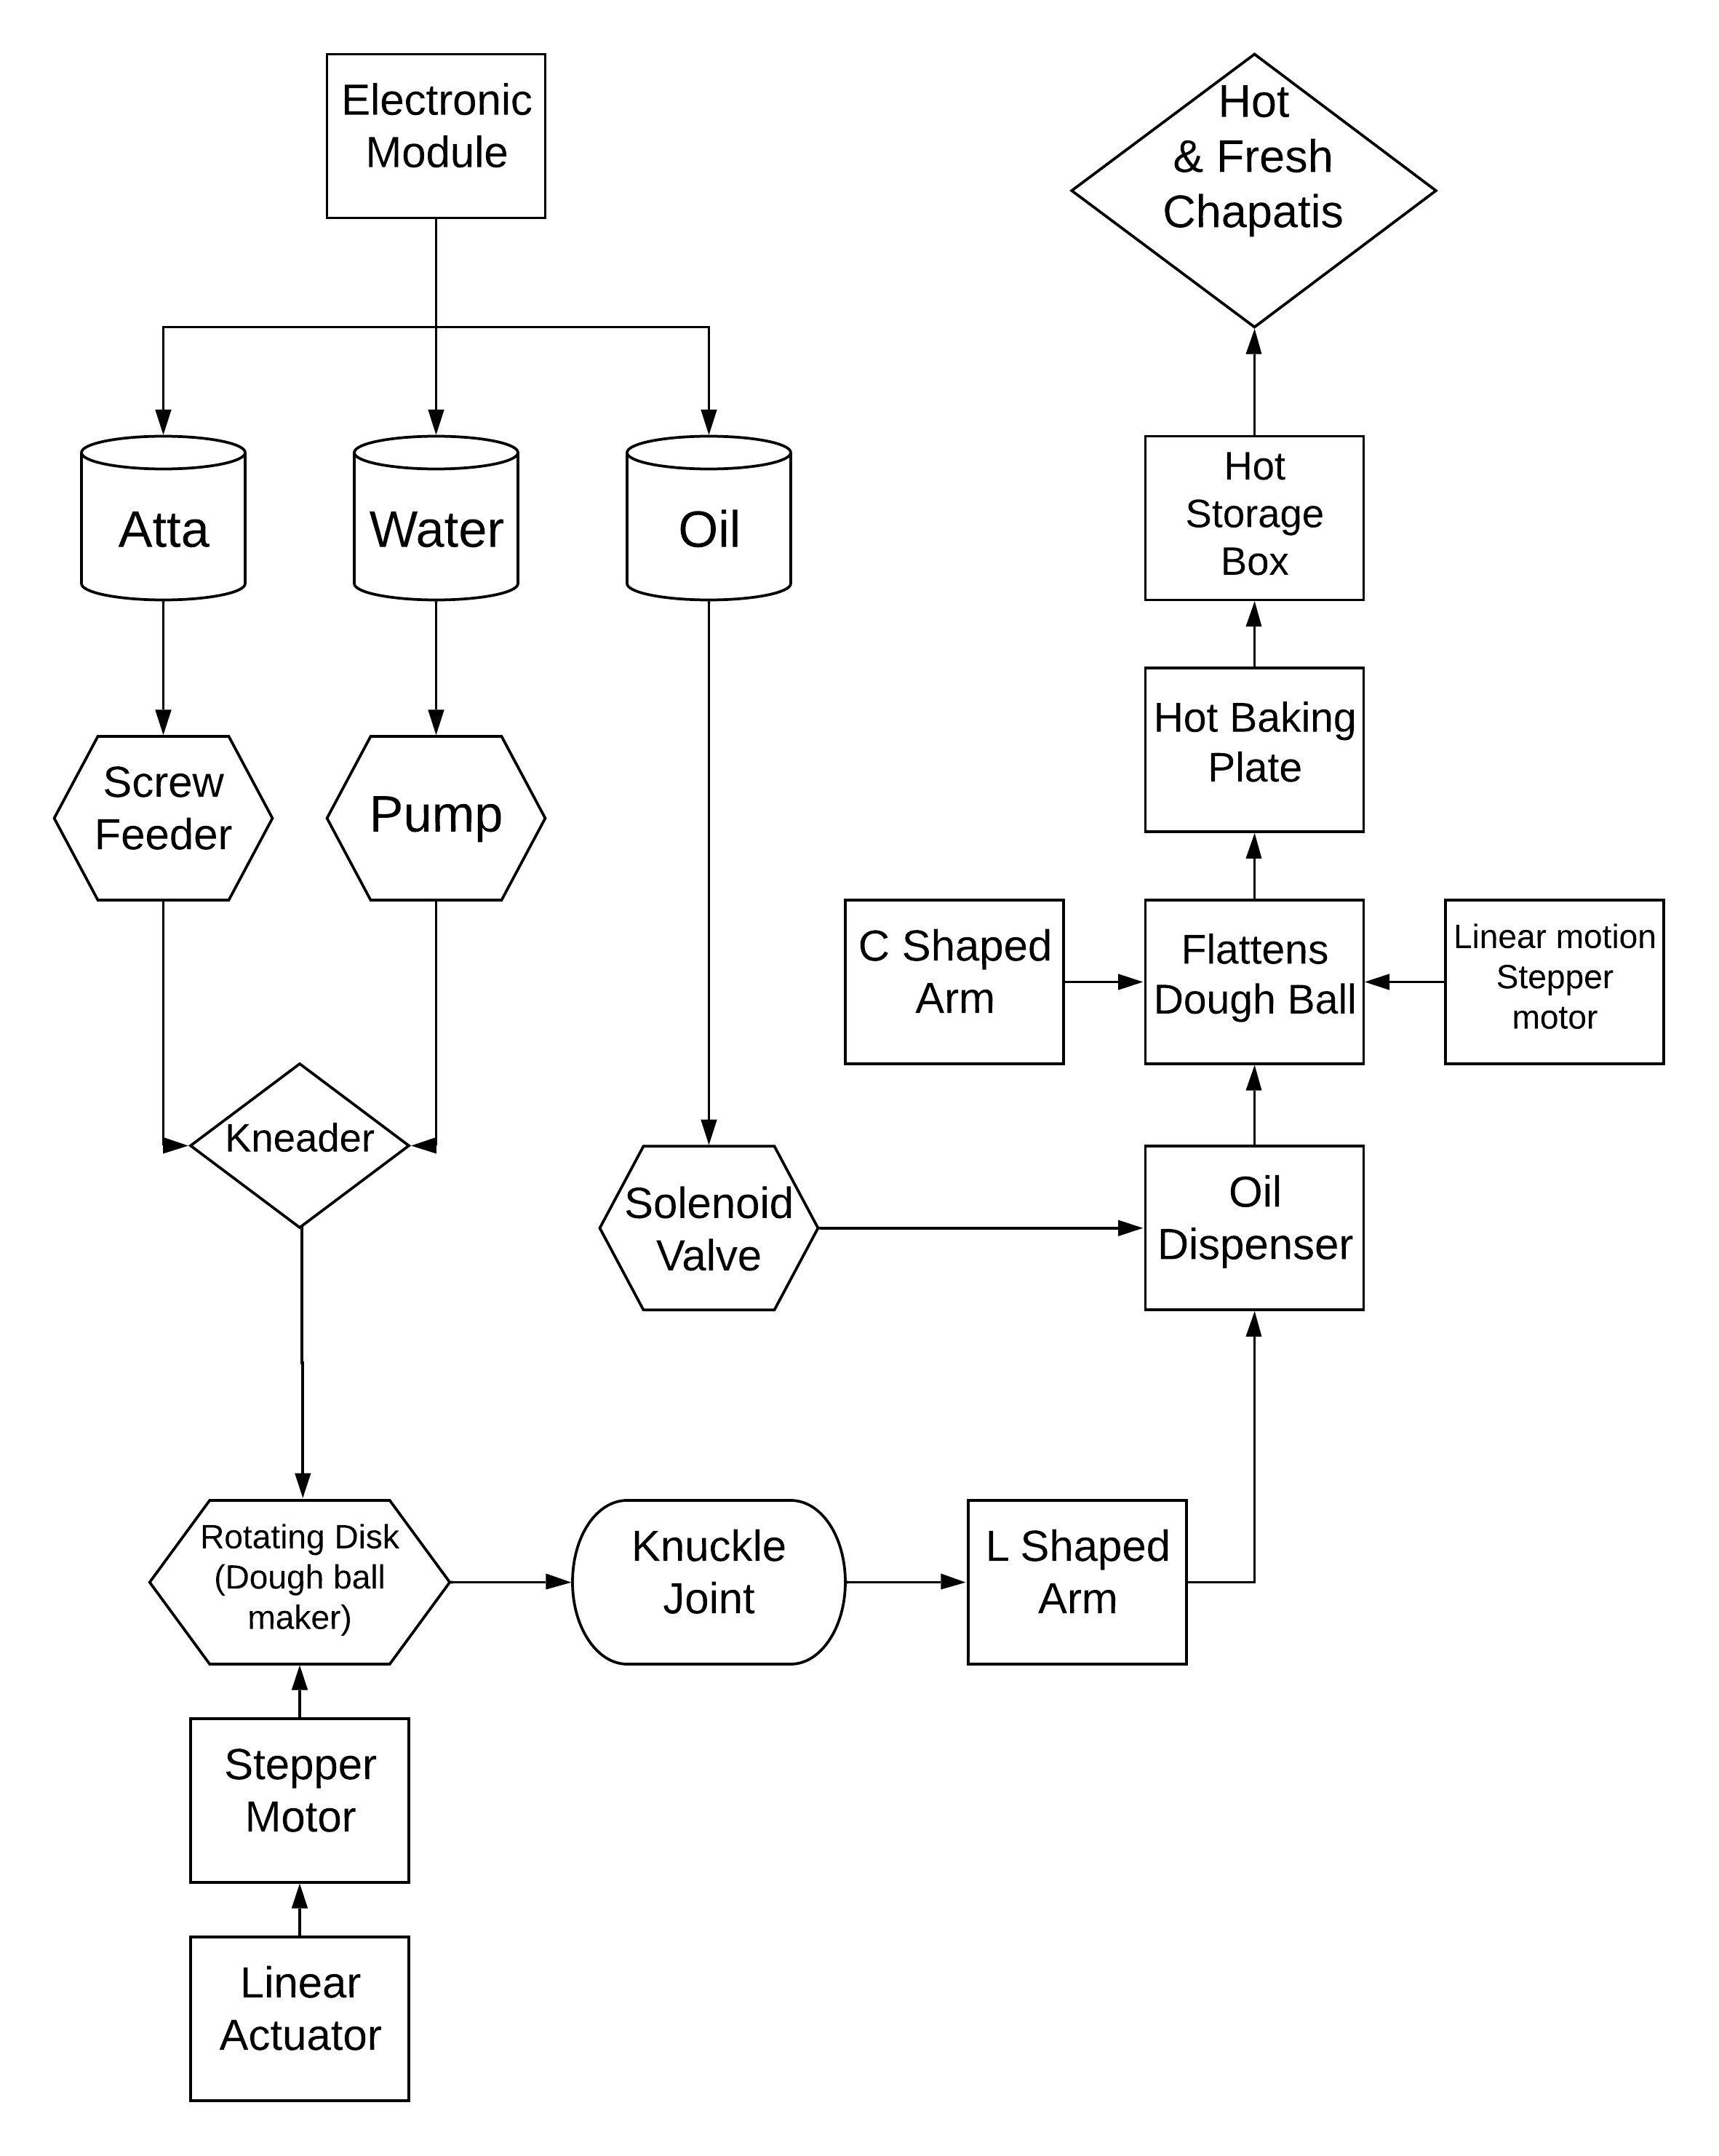 Electronic
Module
Hot
& Fresh
Chapatis
Atta
Water
Oil
Hot
Storage
Box
Screw
Feeder
Pump
Hot Baking
Plate
C Shaped
Arm
Flattens
Dough Ball
Linear motion
Stepper
motor
Kneader
Solenoid
Valve
Oil
Dispenser
Rotating Disk
(Dough ball
maker)
Knuckle
Joint
L Shaped
Arm
Stepper
Motor
Linear
Actuator